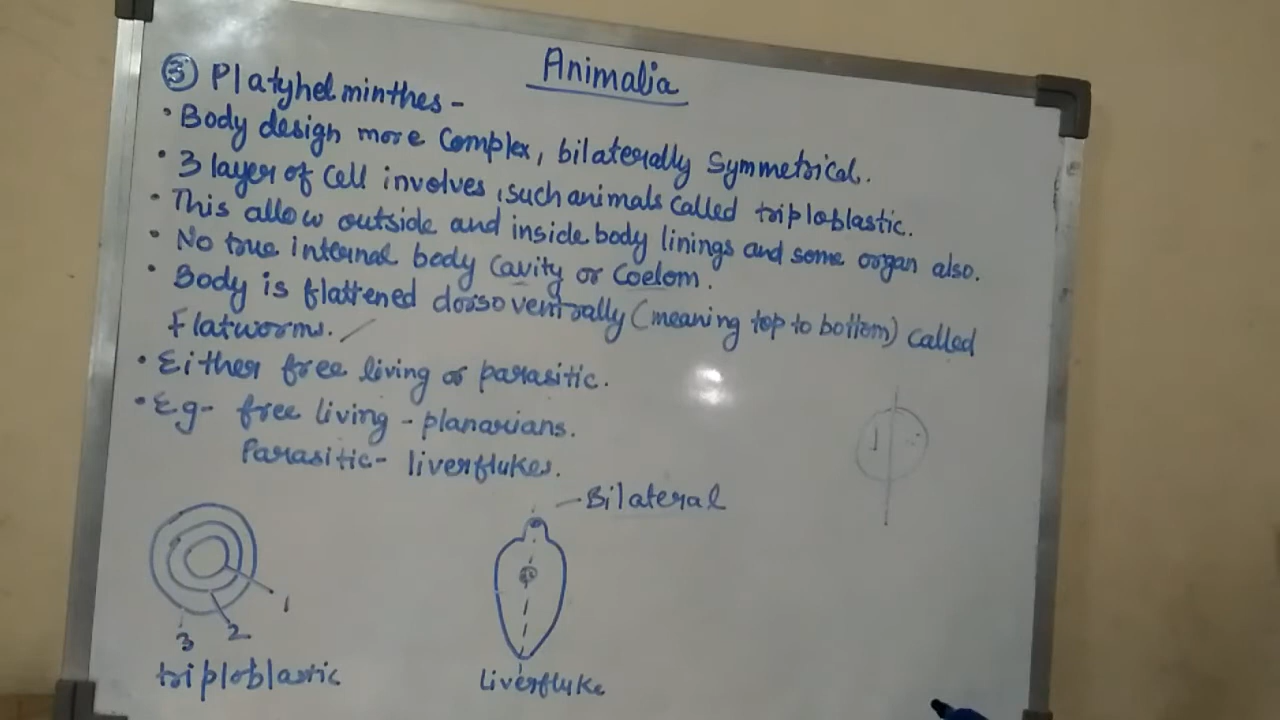 Animalia
③ Platyhelminthes -
• Body design more Complex, bilaterally Symmetrical.
• 3 layer of cell involves, such animals called triploblastic.
• This allow outside and inside body linings and some organ also.
• No true internal body cavity or Coelom.
• Body is flattened dorsoventrally (meaning top to bottom) called
flatworms.
• Either free living or parasitic.
• E.g- free living - planarians.
Parasitic- liverflukes.
Bilateral
1
2
3
triploblastic
Liverfluke